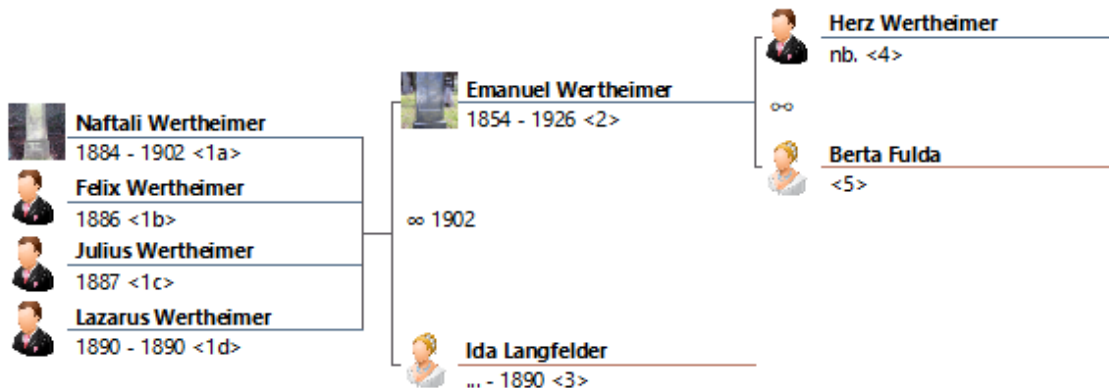 Herz Wertheimer
nb. <4>
Emanuel Wertheimer
1854 - 1926 <2>
Naftali Wertheimer
1884 - 1902 <1a>
Berta Fulda
<5>
Felix Wertheimer
1886 <1b>
∞ 1902
Julius Wertheimer
1887 <1c>
Lazarus Wertheimer
1890 - 1890 <1d>
Ida Langfelder
... - 1890 <3>